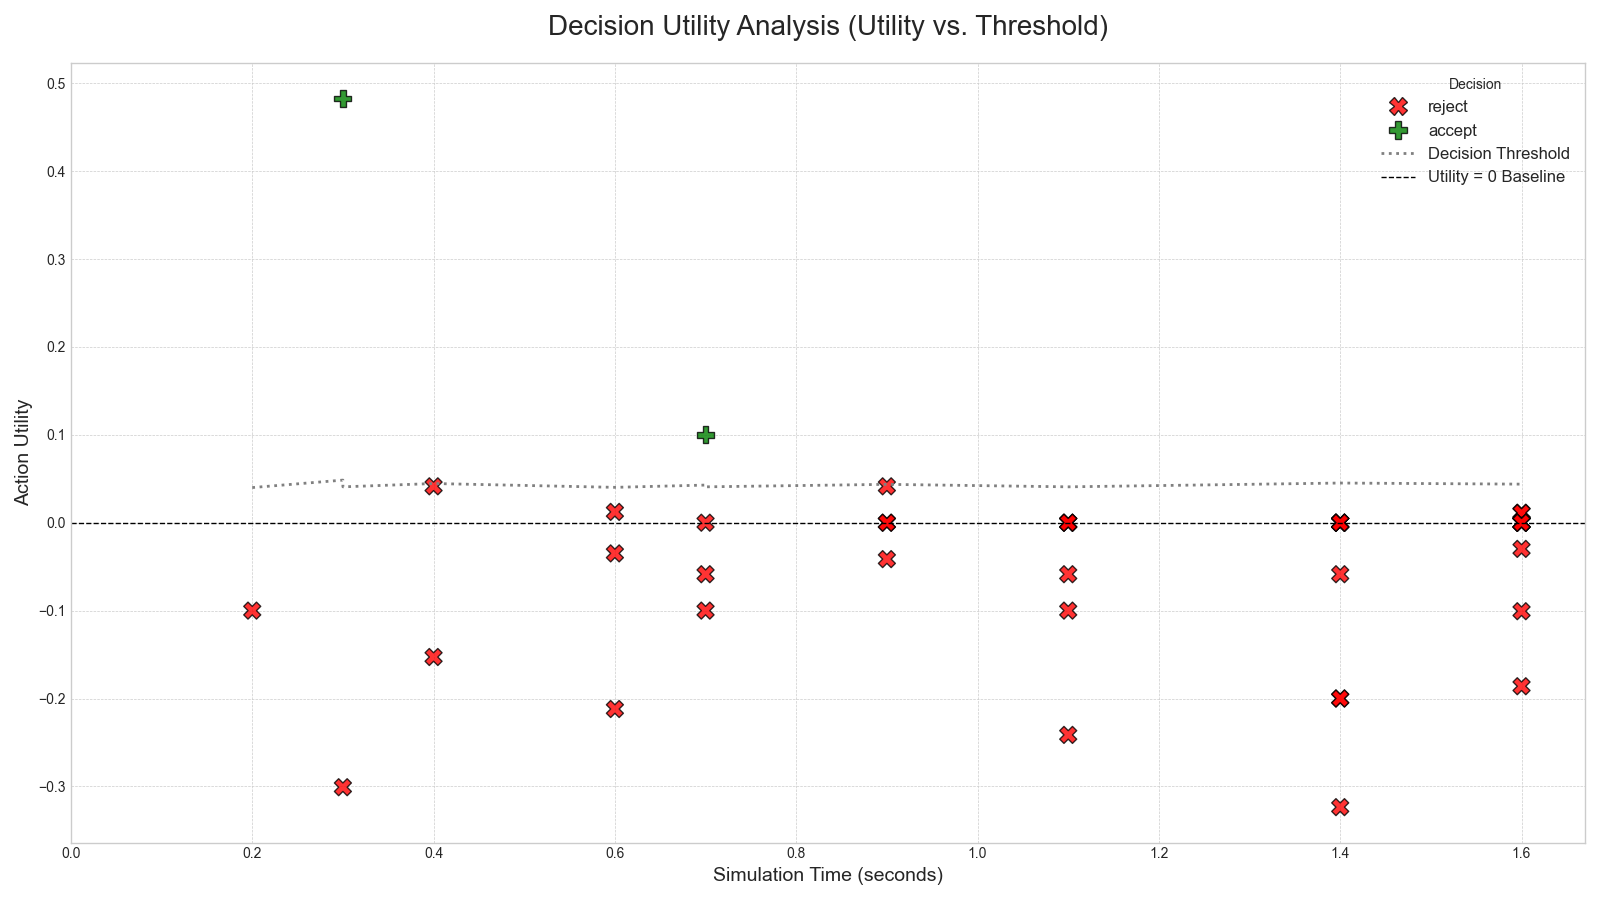 Decision Utility Analysis (Utility vs. Threshold)
Decision
reject
accept
Decision Threshold
Utility = 0 Baseline
Action Utility
0.5
0.4
0.3
0.2
0.1
0.0
−0.1
−0.2
−0.3
0.0 0.2 0.4 0.6 0.8 1.0 1.2 1.4 1.6
Simulation Time (seconds)